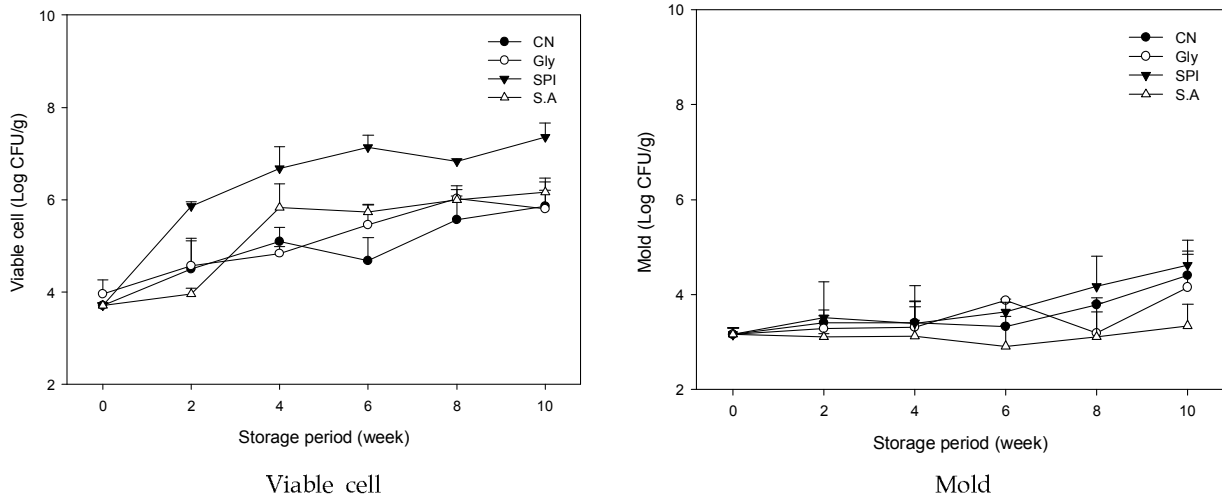 10
8
6
4
2
Viable cell (Log CFU/g)
CN
Gly
SPI
S.A
0 2 4 6 8 10
Storage period (week)
Viable cell
10
8
6
4
2
Mold (Log CFU/g)
CN
Gly
SPI
S.A
0 2 4 6 8 10
Storage period (week)
Mold